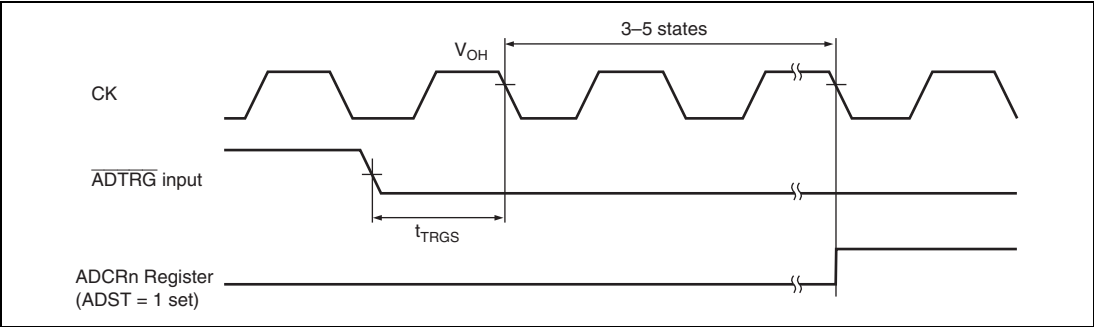 3–5 states
VOH
CK
ADTRG input
tTRGS
ADCRn Register
(ADST = 1 set)